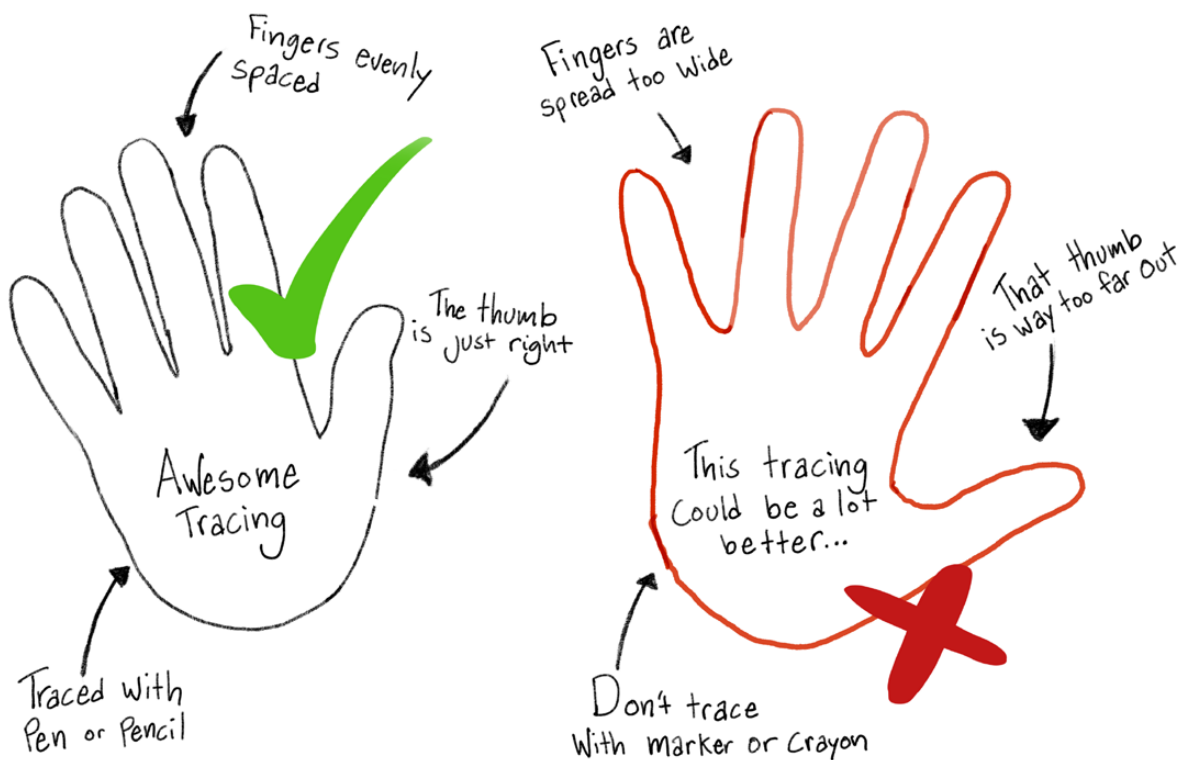 Fingers evenly
spaced
The thumb
is just right
Awesome
Tracing
Traced with
Pen or Pencil
Fingers are
spread too wide
That thumb
is way too far out
This tracing
Could be a lot
better...
Don't trace
With marker or Crayon